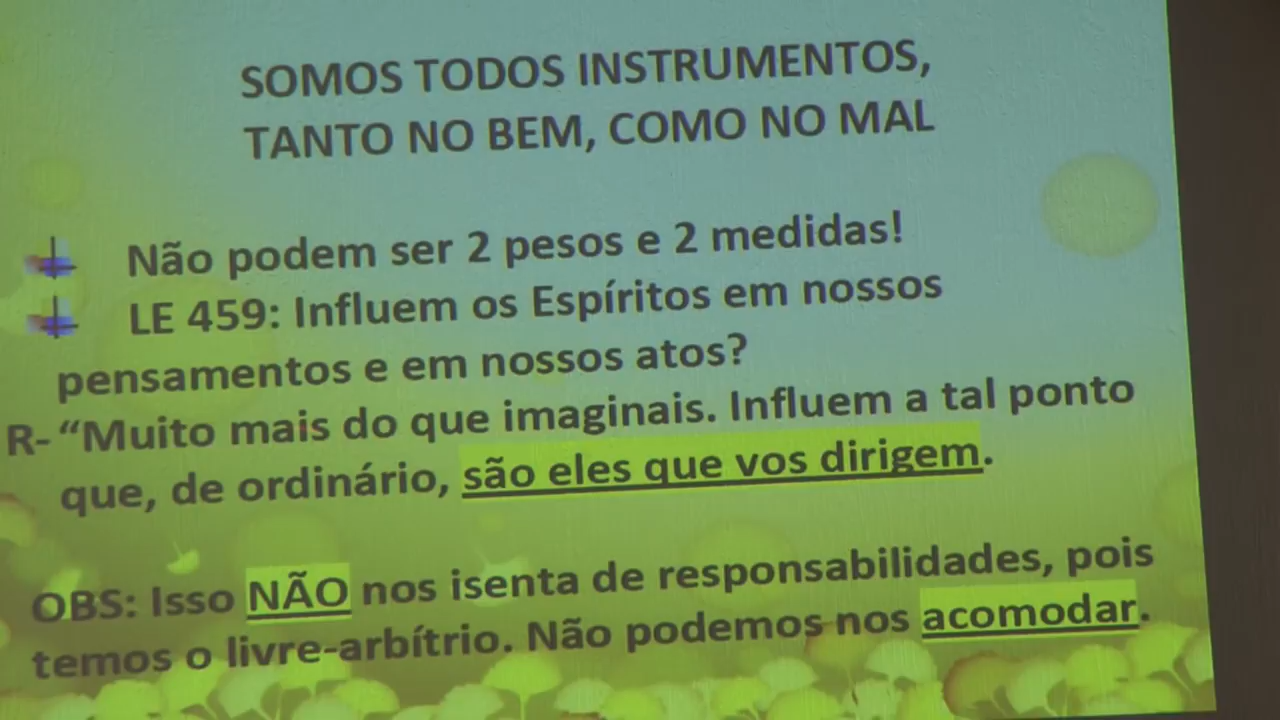 SOMOS TODOS INSTRUMENTOS,
TANTO NO BEM, COMO NO MAL
Não podem ser 2 pesos e 2 medidas!
LE 459: Influem os Espíritos em nossos
pensamentos e em nossos atos?
R- “Muito mais do que imaginais. Influem a tal ponto
que, de ordinário, são eles que vos dirigem.
OBS: Isso NÃO nos isenta de responsabilidades, pois
temos o livre-arbítrio. Não podemos nos acomodar.